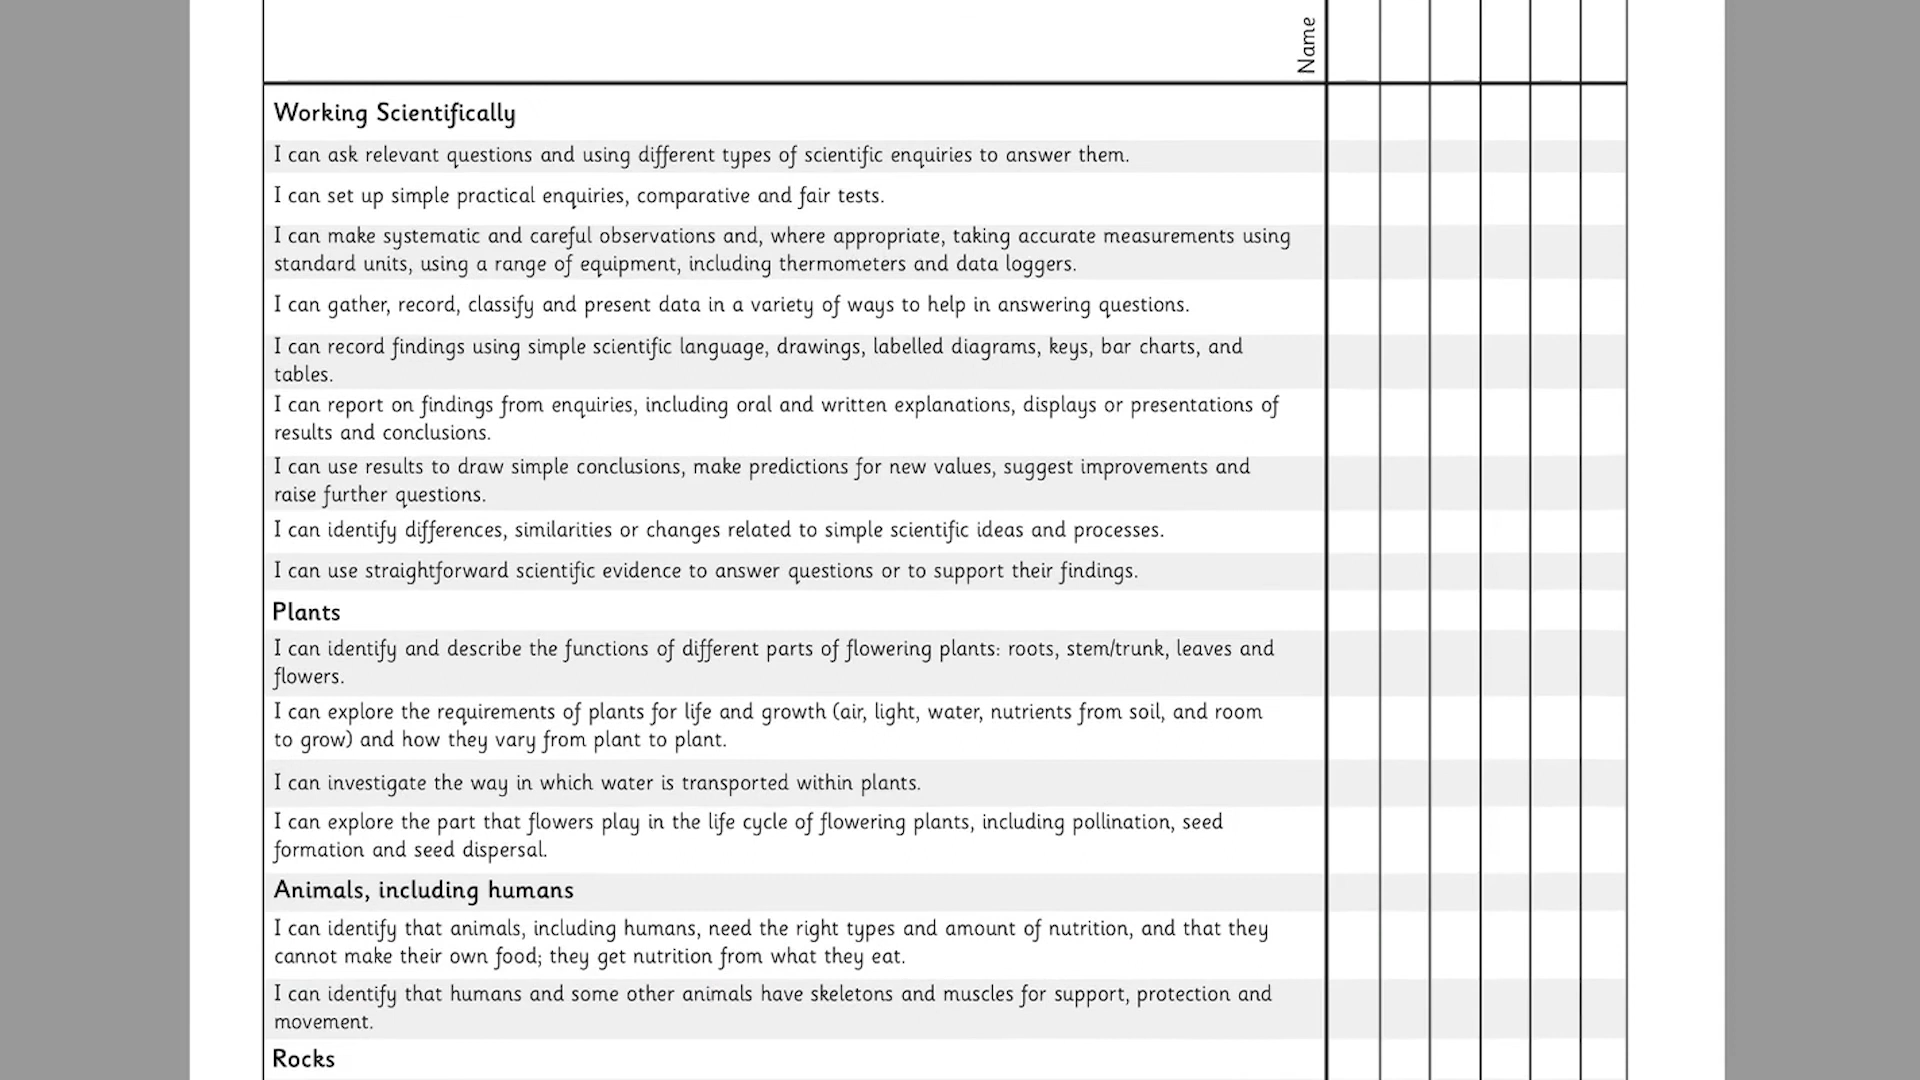 Name
Working Scientifically
I can ask relevant questions and using different types of scientific enquiries to answer them.
I can set up simple practical enquiries, comparative and fair tests.
I can make systematic and careful observations and, where appropriate, taking accurate measurements using
standard units, using a range of equipment, including thermometers and data loggers.
I can gather, record, classify and present data in a variety of ways to help in answering questions.
I can record findings using simple scientific language, drawings, labelled diagrams, keys, bar charts, and
tables.
I can report on findings from enquiries, including oral and written explanations, displays or presentations of
results and conclusions.
I can use results to draw simple conclusions, make predictions for new values, suggest improvements and
raise further questions.
I can identify differences, similarities or changes related to simple scientific ideas and processes.
I can use straightforward scientific evidence to answer questions or to support their findings.
Plants
I can identify and describe the functions of different parts of flowering plants: roots, stem/trunk, leaves and
flowers.
I can explore the requirements of plants for life and growth (air, light, water, nutrients from soil, and room
to grow) and how they vary from plant to plant.
I can investigate the way in which water is transported within plants.
I can explore the part that flowers play in the life cycle of flowering plants, including pollination, seed
formation and seed dispersal.
Animals, including humans
I can identify that animals, including humans, need the right types and amount of nutrition, and that they
cannot make their own food; they get nutrition from what they eat.
I can identify that humans and some other animals have skeletons and muscles for support, protection and
movement.
Rocks